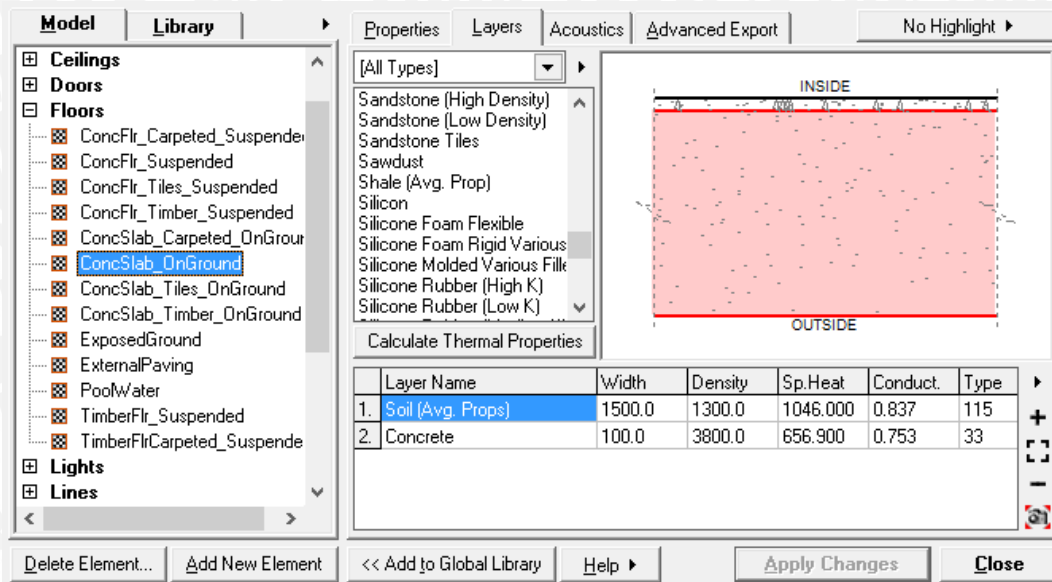 Model
Library
Properties
Layers
Acoustics
Advanced Export
No Highlight
Ceilings
Doors
Floors
ConcFlr_Carpeted_Suspende
ConcFlr_Suspended
ConcFlr_Tiles_Suspended
ConcFlr_Timber_Suspended
ConcSlab_Carpeted_OnGroun
ConcSlab_OnGround
ConcSlab_Tiles_OnGround
ConcSlab_Timber_OnGround
ExposedGround
ExternalPaving
PoolWater
TimberFlr_Suspended
TimberFlrCarpeted_Suspende
Lights
Lines
[All Types]
Sandstone (High Density)
Sandstone (Low Density)
Sandstone Tiles
Sawdust
Shale (Avg. Prop)
Silicon
Silicone Foam Flexible
Silicone Foam Rigid Various
Silicone Molded Various Fille
Silicone Rubber (High K)
Silicone Rubber (Low K)
Calculate Thermal Properties
INSIDE
OUTSIDE
Layer Name Width Density Sp.Heat Conduct. Type
1. Soil (Avg. Props) 1500.0 1300.0 1046.000 0.837 115
2. Concrete 100.0 3800.0 656.900 0.753 33
Delete Element... Add New Element << Add to Global Library Help Apply Changes Close